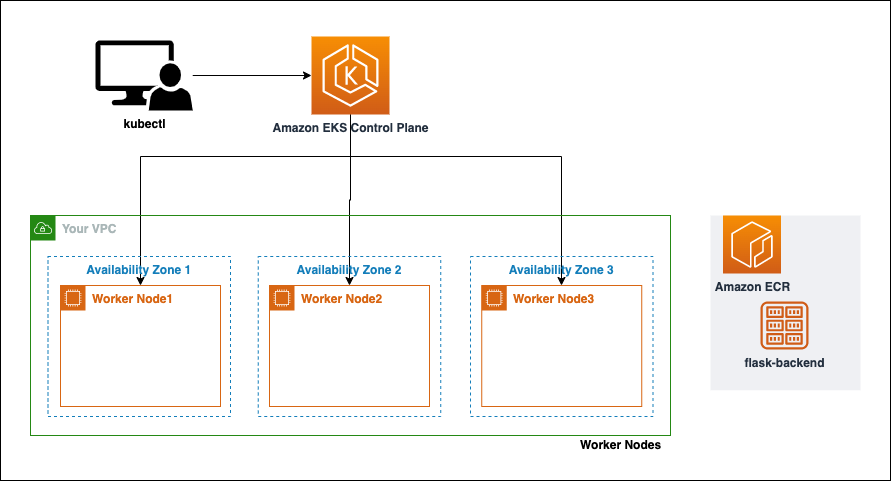 kubectl
Amazon EKS Control Plane
Your VPC
Availability Zone 1
Availability Zone 2
Availability Zone 3
Worker Node1
Worker Node2
Worker Node3
Worker Nodes
Amazon ECR
flask-backend